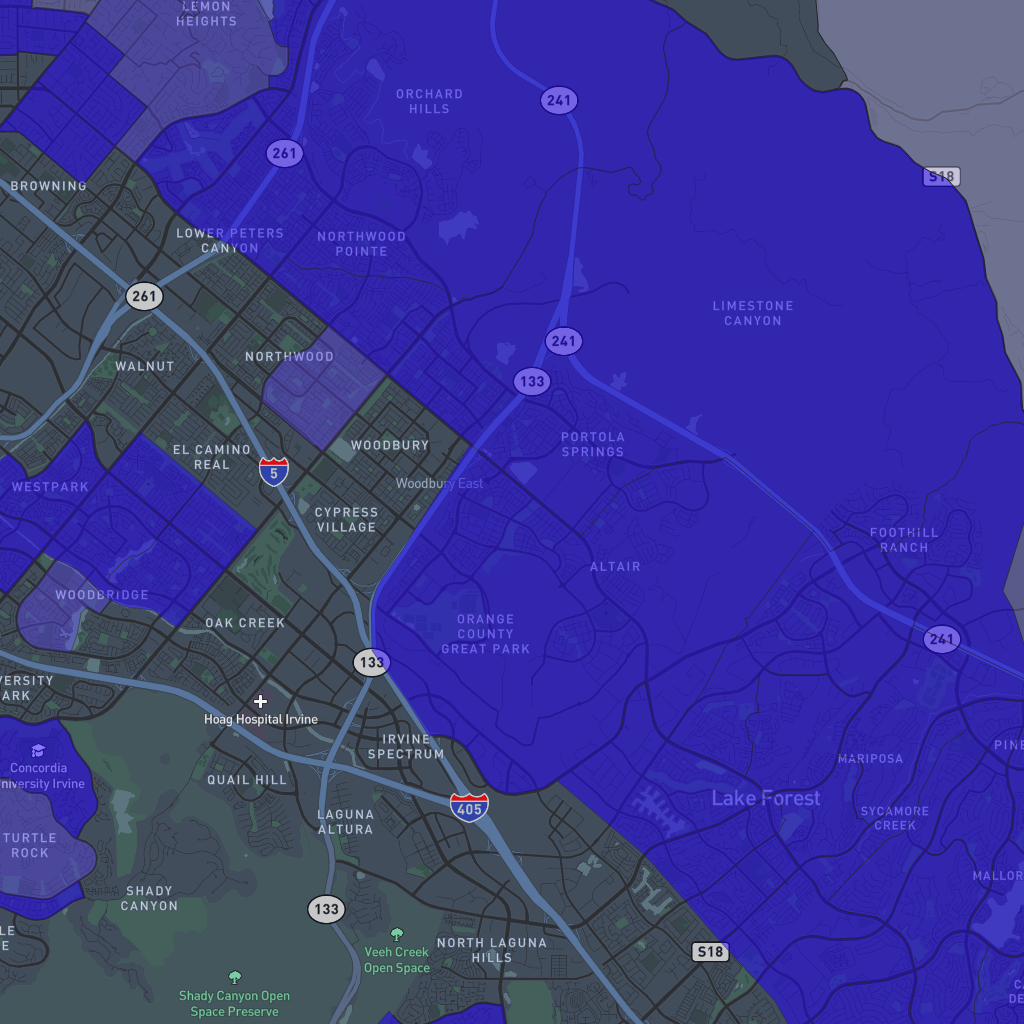 LEMON
HEIGHTS
ORCHARD
HILLS
241
261
S18
BROWNING
LOWER PETERS
CANYON
NORTHWOOD
POINTE
261
LIMESTONE
CANYON
241
NORTHWOOD
WALNUT
133
EL CAMINO
REAL
WOODBURY
PORTOLA
SPRINGS
5
Woodbury East
WESTPARK
CYPRESS
VILLAGE
FOOTHILL
RANCH
ALTAIR
WOODBRIDGE
OAK CREEK
ORANGE
COUNTY
GREAT PARK
241
133
VERSITY
ARK
Hoag Hospital Irvine
IRVINE
SPECTRUM
PINE
MARIPOSA
Concordia
niversity Irvine
QUAIL HILL
Lake Forest
405
LAGUNA
ALTURA
SYCAMORE
CREEK
TURTLE
ROCK
MALLOR
SHADY
CANYON
133
LE
E
NORTH LAGUNA
HILLS
S18
Veeh Creek
Open Space
Shady Canyon Open
Space Preserve
CA
DE